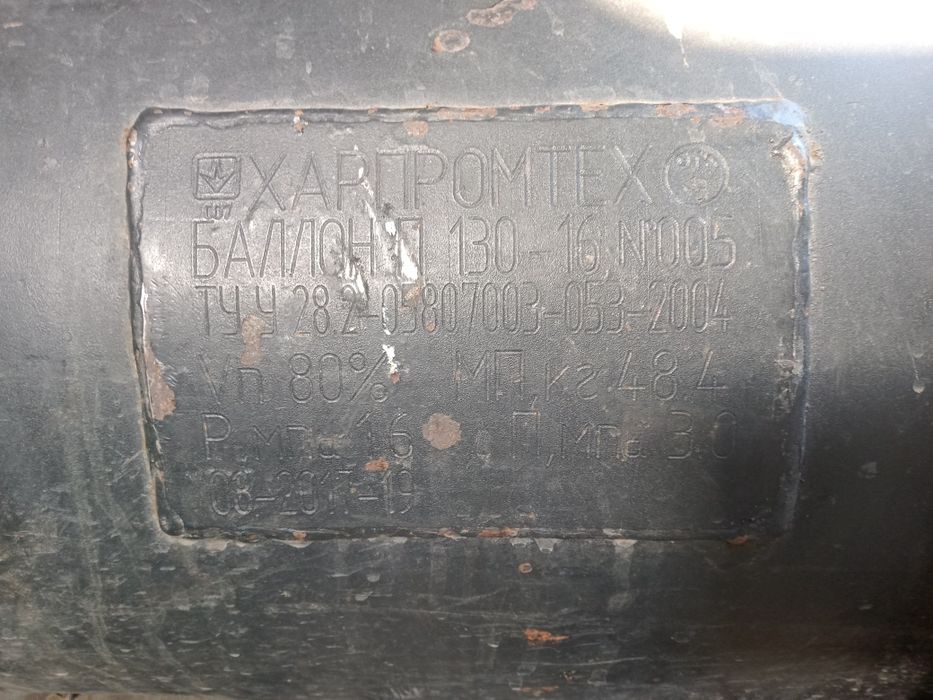 ХАРПРОМТЕХ
БАЛЛОН П 130-16 N°005
ТУ У 28.2-05807003-053-2004
Vп 80% МП,кг 48.4
Р,мпа 1.6 П,мпа 3.0
08-2017-19